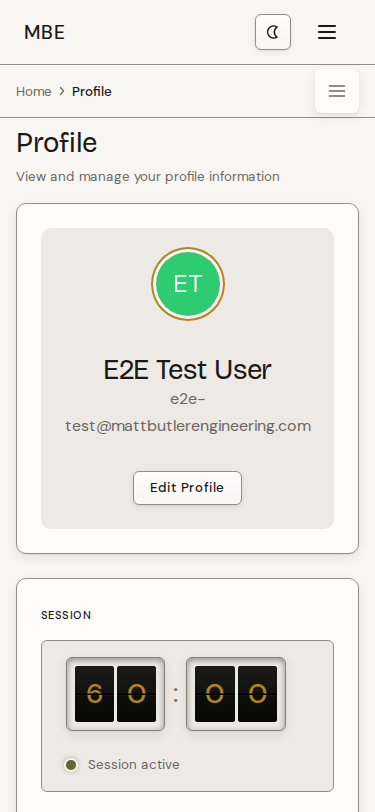 MBE
Home > Profile
Profile
View and manage your profile information
ET
E2E Test User
e2e-
test@mattbutlerengineering.com
Edit Profile
SESSION
60:00
Session active